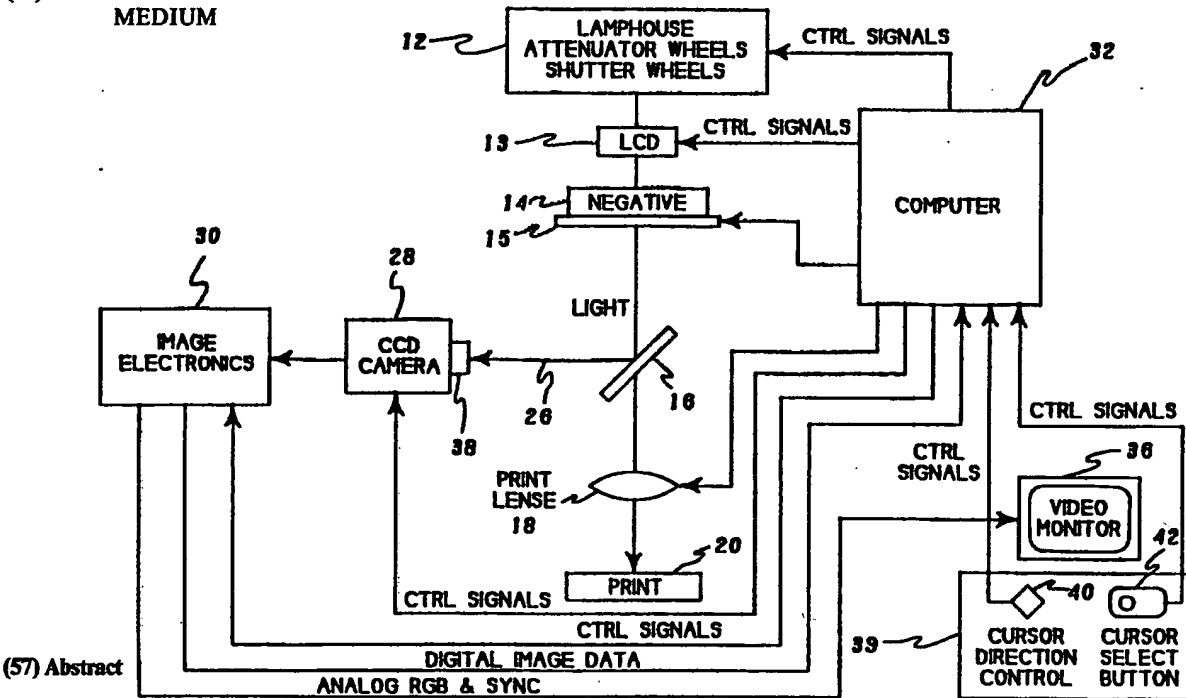 MEDIUM
12
LAMPHOUSE
ATTENUATOR WHEELS
SHUTTER WHEELS
CTRL SIGNALS
32
13
LCD
CTRL SIGNALS
14
NEGATIVE
15
COMPUTER
30
28
LIGHT
IMAGE
ELECTRONICS
CCD
CAMERA
26
16
38
CTRL SIGNALS
CTRL
SIGNALS
36
PRINT
LENSE
18
VIDEO
MONITOR
42
20
PRINT
40
CTRL SIGNALS
CTRL SIGNALS
39
CURSOR
DIRECTION
CONTROL
CURSOR
SELECT
BUTTON
(57) Abstract
DIGITAL IMAGE DATA
ANALOG RGB & SYNC